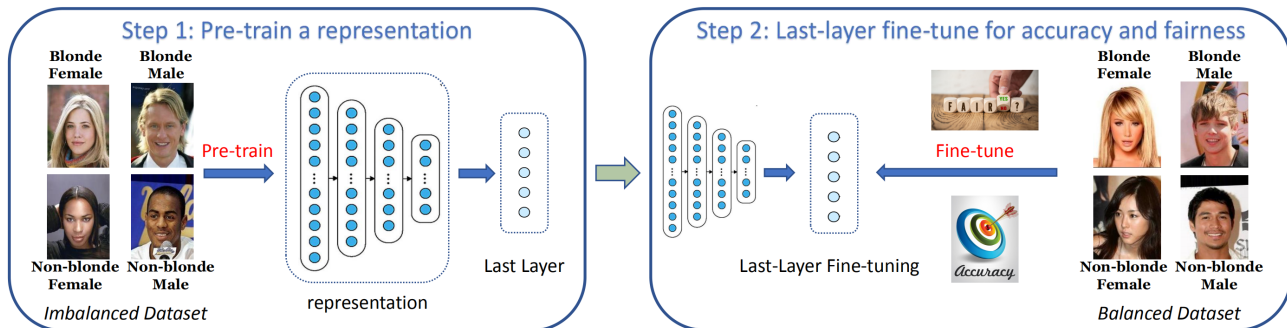 Step 1: Pre-train a representation
Blonde
Female
Blonde
Male
Pre-train
Non-blonde
Female
Non-blonde
Male
Imbalanced Dataset
representation
Last Layer
Step 2: Last-layer fine-tune for accuracy and fairness
FAIR
?
Fine-tune
Accuracy
Last-Layer Fine-tuning
Blonde
Female
Blonde
Male
Non-blonde
Female
Non-blonde
Male
Balanced Dataset